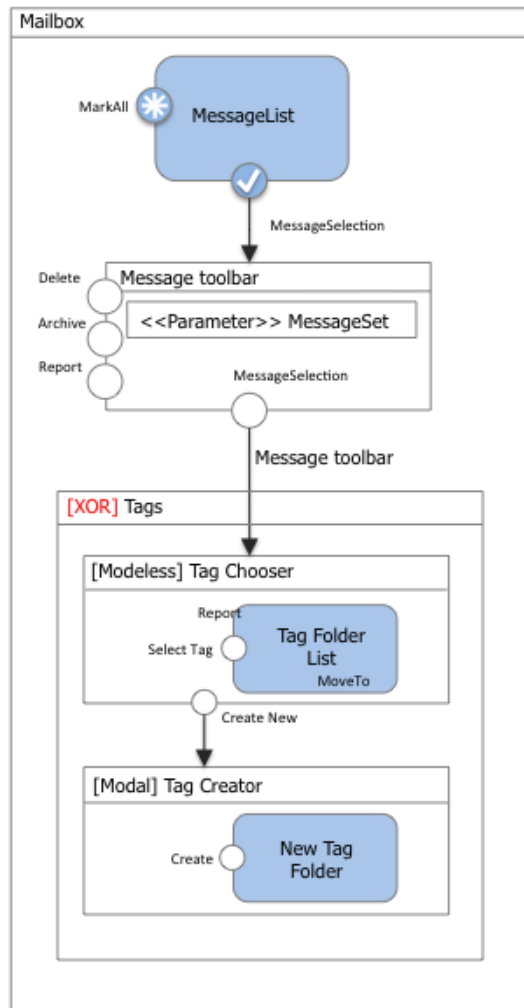 Mailbox
MarkAll
MessageList
MessageSelection
Delete
Message toolbar
Archive
<<Parameter>> MessageSet
Report
MessageSelection
Message toolbar
[XOR] Tags
[Modeless] Tag Chooser
Report
Select Tag
Tag Folder
List
MoveTo
Create New
[Modal] Tag Creator
Create
New Tag
Folder